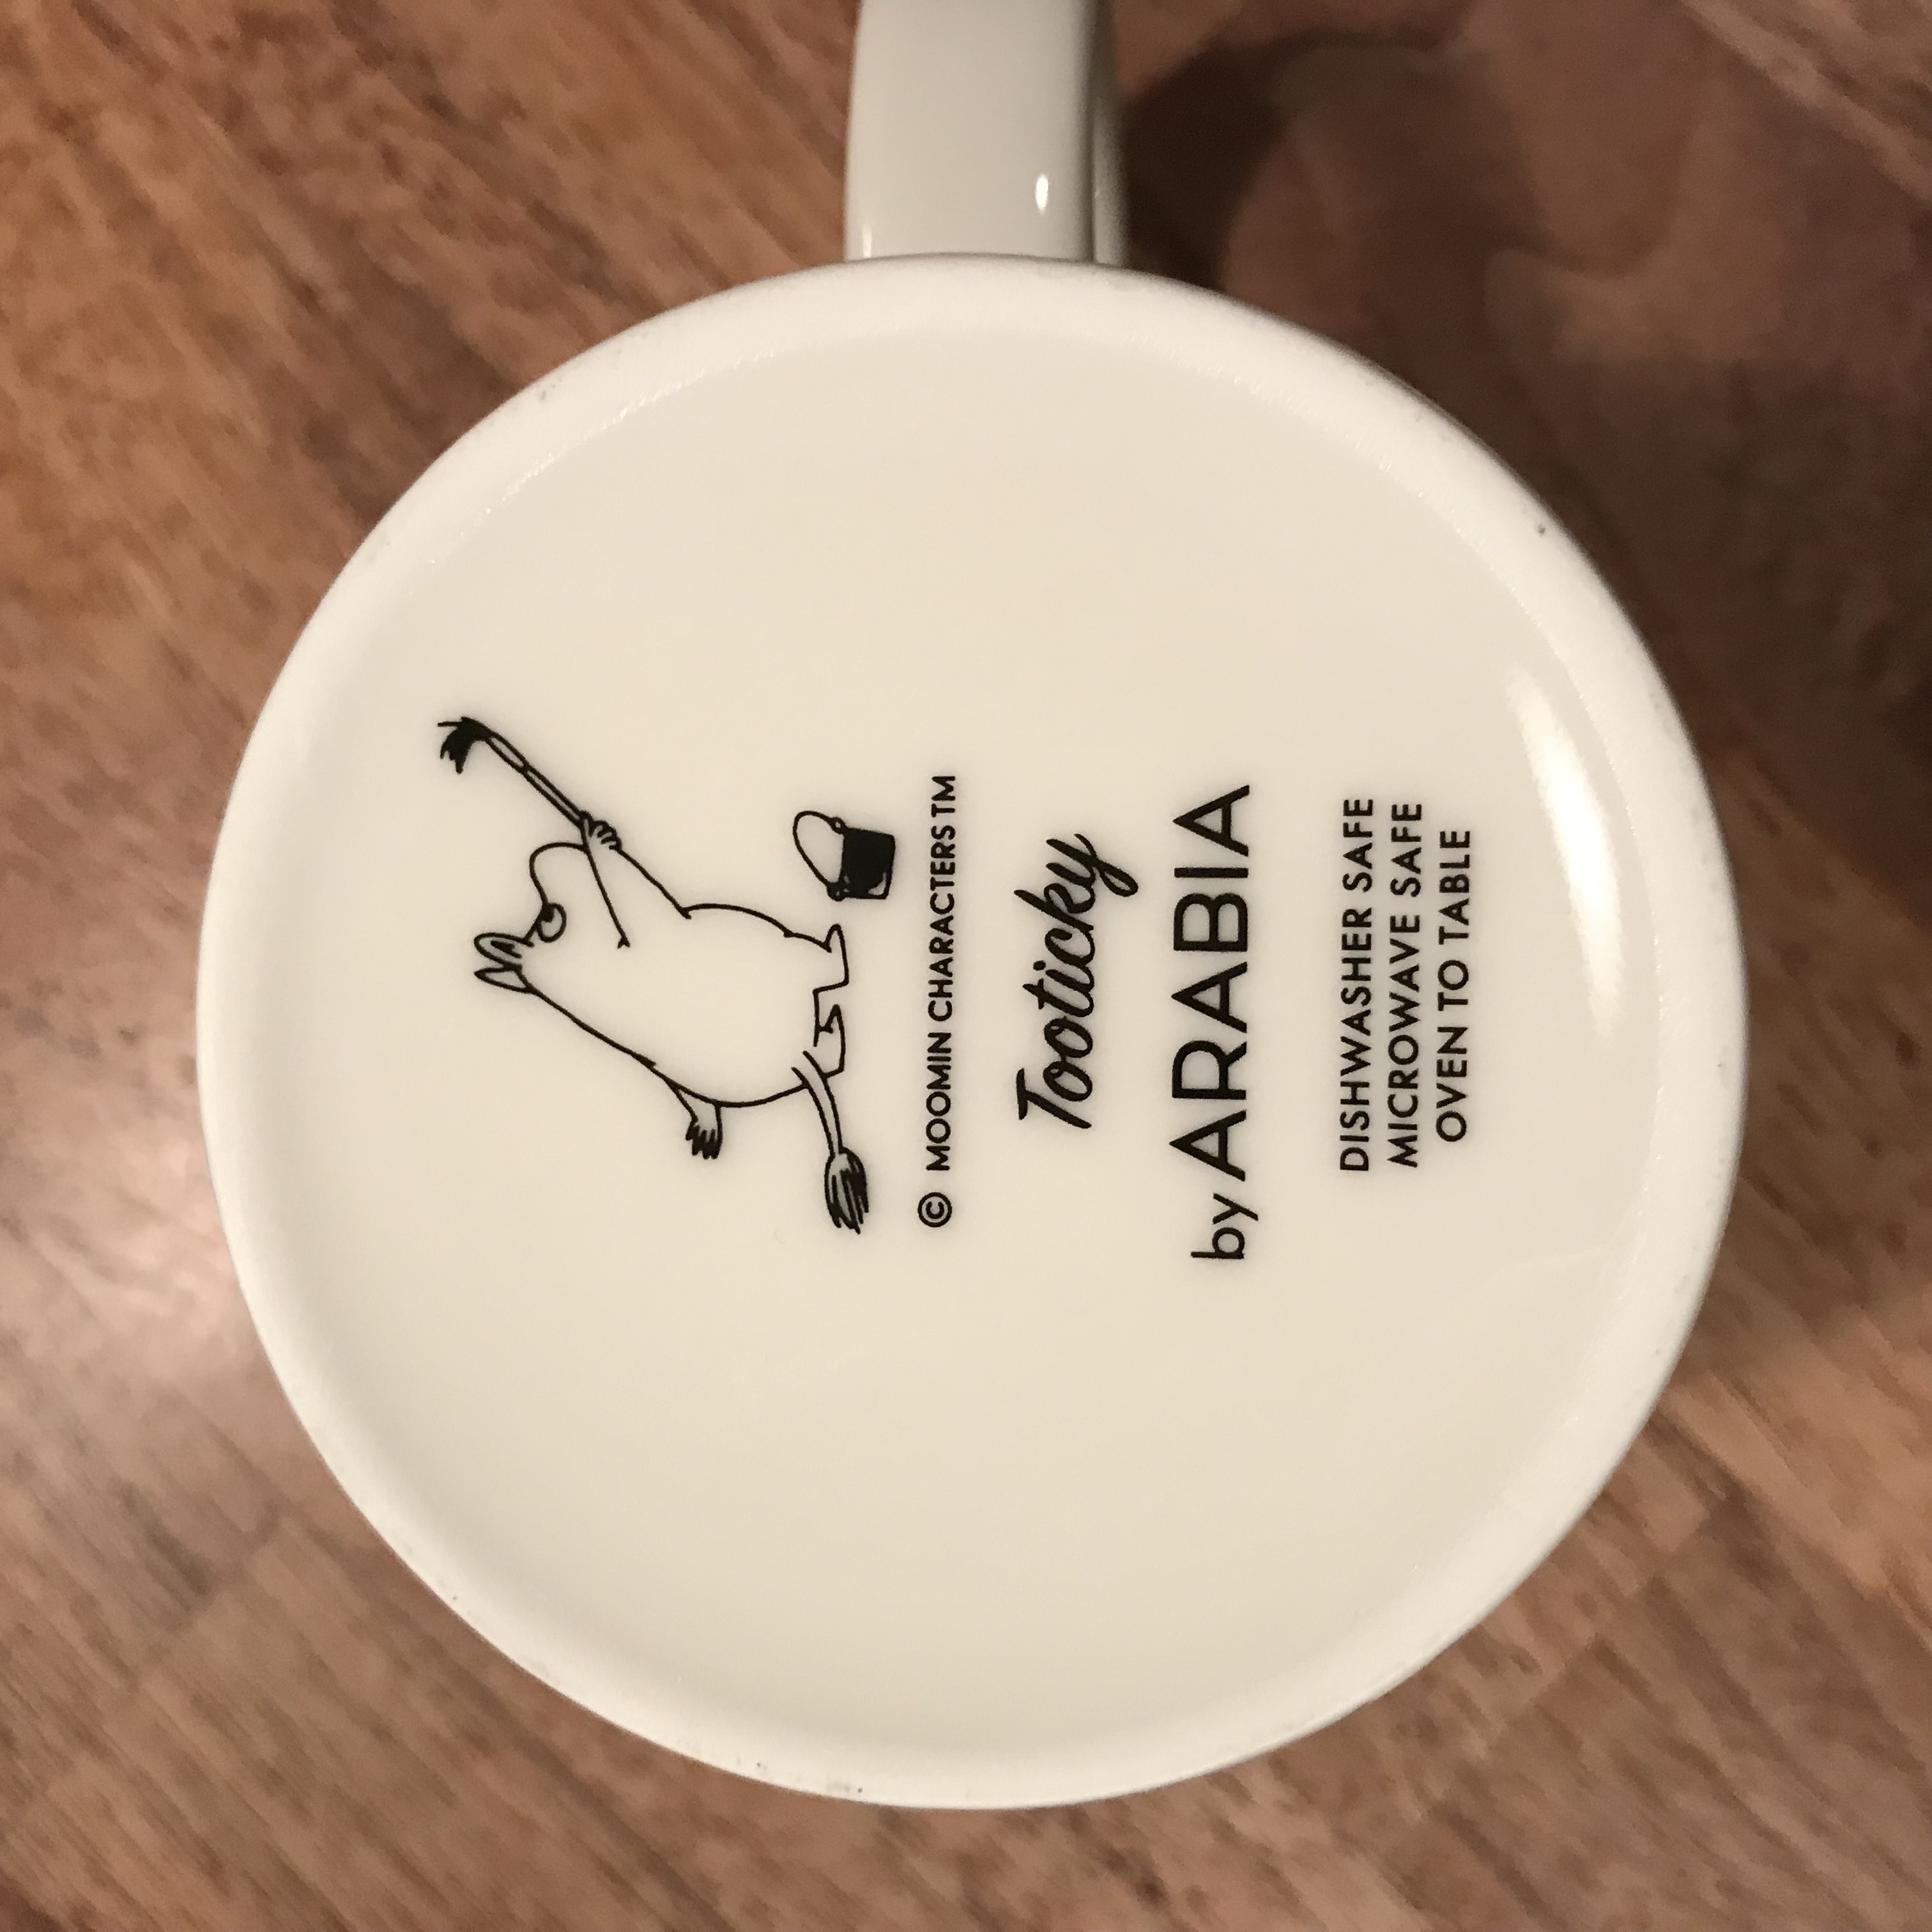 © MOOMIN CHARACTERS TM
Tooticky
by ARABIA
DISHWASHER SAFE
MICROWAVE SAFE
OVEN TO TABLE